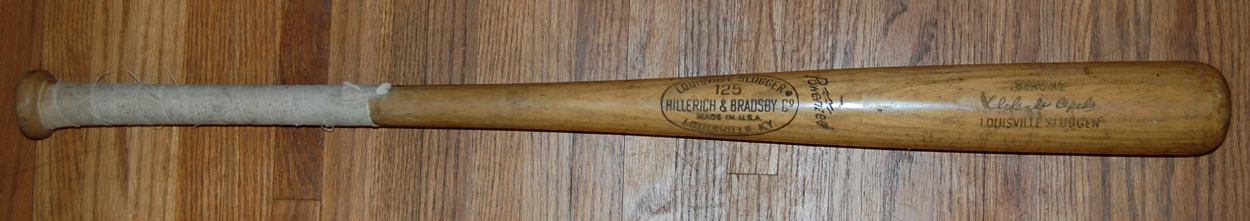 LOUISVILLE SLUGGER
125
HILLERICH & BRADSBY CO
MADE IN U.S.A.
LOUISVILLE KY.
Powerized
GENUINE
Orlando Cepeda
LOUISVILLE SLUGGER